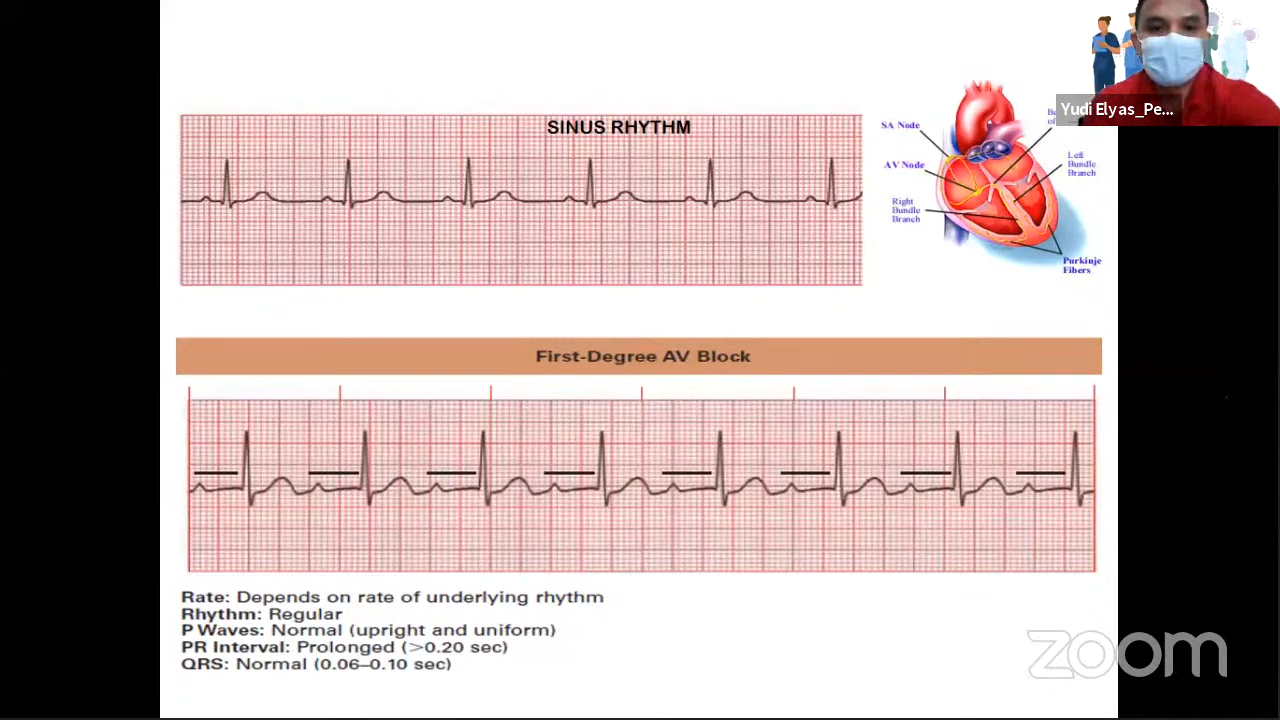 Yudi Elyas_Pe...
SINUS RHYTHM
SA Node
AV Node
Left
Bundle
Branch
Right
Bundle
Branch
Purkinje
Fibers
First-Degree AV Block
Rate: Depends on rate of underlying rhythm
Rhythm: Regular
P Waves: Normal (upright and uniform)
PR Interval: Prolonged (>0.20 sec)
QRS: Normal (0.06–0.10 sec)
zoom